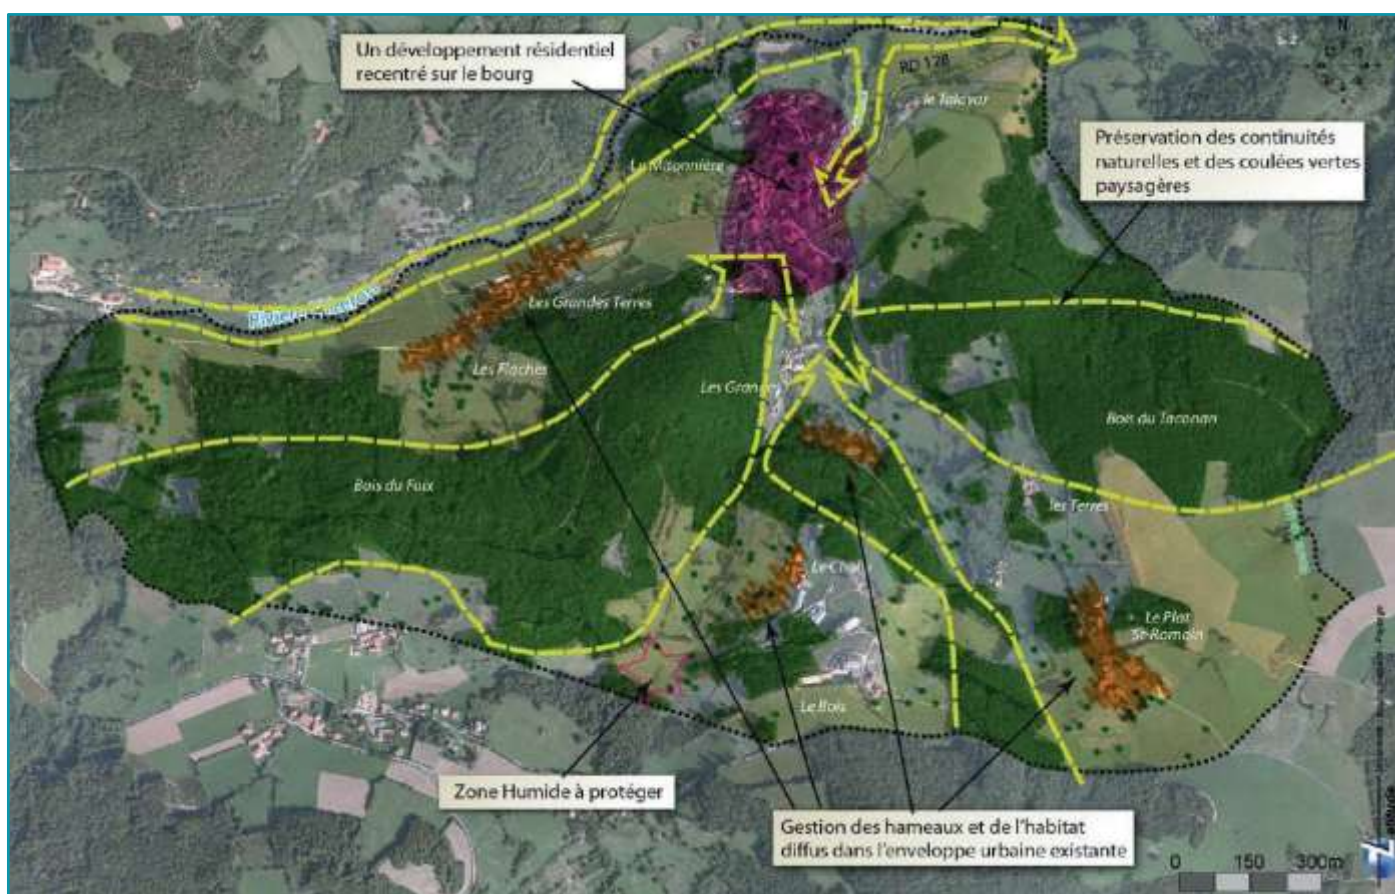 Un développement résidentiel
recentré sur le bourg
N
RD 128
le Talavar
Préservation des continuités
naturelles et des coulées vertes
paysagères
La Mitonnière
Les Grandes Terres
Les Flaches
Les Granges
Bois du Taconan
Bois du Faix
les Terres
Le Chat
Le Plat
St-Romain
Le Bois
Zone Humide à protéger
Gestion des hameaux et de l'habitat
diffus dans l'enveloppe urbaine existante
0 150 300m